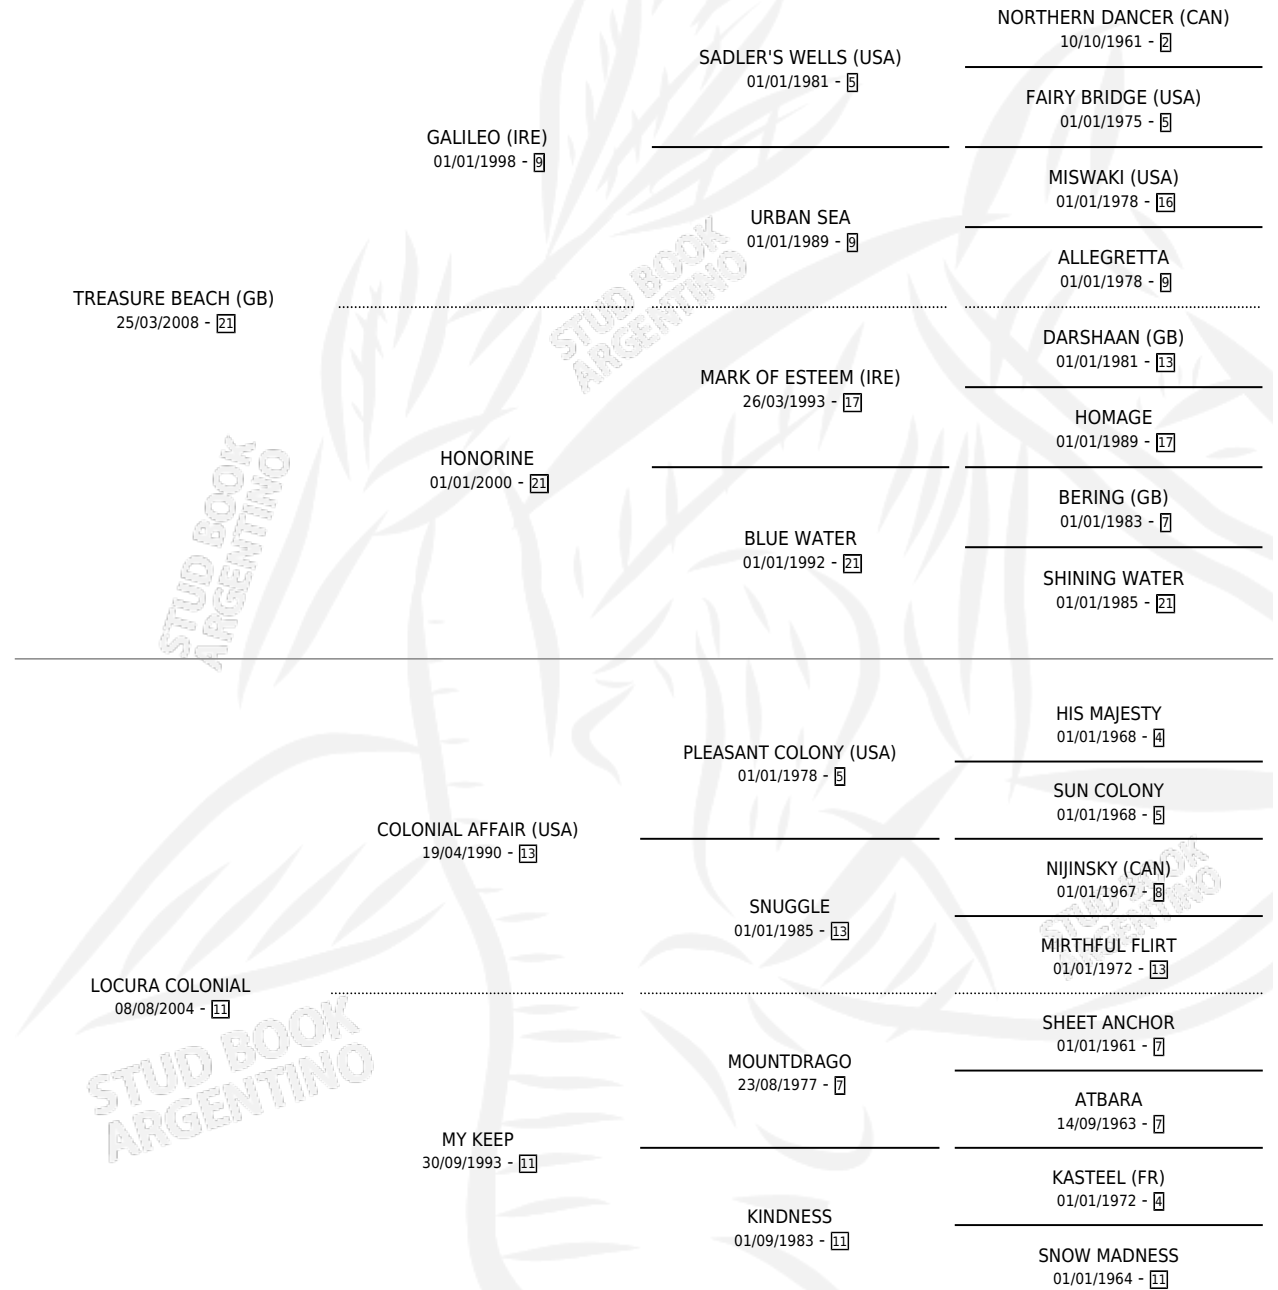 NORTHERN DANCER (CAN)
10/10/1961 - 2
SADLER'S WELLS (USA)
01/01/1981 - 5
FAIRY BRIDGE (USA)
01/01/1975 - 5
GALILEO (IRE)
01/01/1998 - 9
MISWAKI (USA)
01/01/1978 - 16
URBAN SEA
01/01/1989 - 9
ALLEGRETTA
01/01/1978 - 9
TREASURE BEACH (GB)
25/03/2008 - 21
DARSHAAN (GB)
01/01/1981 - 13
MARK OF ESTEEM (IRE)
26/03/1993 - 17
HOMAGE
01/01/1989 - 17
HONORINE
01/01/2000 - 21
BERING (GB)
01/01/1983 - 7
BLUE WATER
01/01/1992 - 21
SHINING WATER
01/01/1985 - 21
STUD BOOK
ARGENTINO
STUD BOOK
ARGENTINO
HIS MAJESTY
01/01/1968 - 4
PLEASANT COLONY (USA)
01/01/1978 - 5
SUN COLONY
01/01/1968 - 5
COLONIAL AFFAIR (USA)
19/04/1990 - 13
NIJINSKY (CAN)
01/01/1967 - 8
SNUGGLE
01/01/1985 - 13
MIRTHFUL FLIRT
01/01/1972 - 13
STUD BOOK
ARGENTINO
LOCURA COLONIAL
08/08/2004 - 11
SHEET ANCHOR
01/01/1961 - 7
MOUNTDRAGO
23/08/1977 - 7
ATBARA
14/09/1963 - 7
STUD BOOK
ARGENTINO
MY KEEP
30/09/1993 - 11
KASTEEL (FR)
01/01/1972 - 4
KINDNESS
01/09/1983 - 11
SNOW MADNESS
01/01/1964 - 11